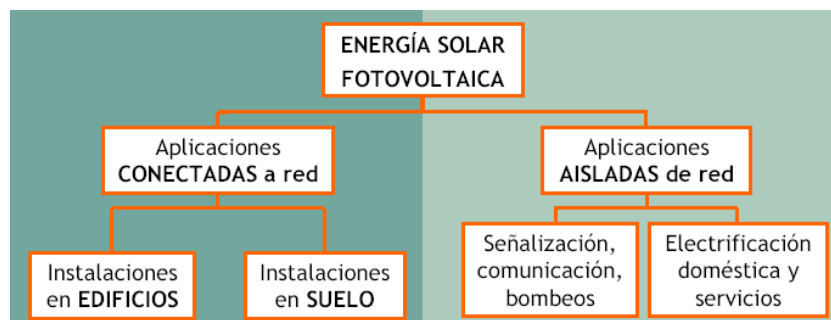 ENERGÍA SOLAR
FOTOVOLTAICA
Aplicaciones
CONECTADAS a red
Aplicaciones
AISLADAS de red
Instalaciones
en EDIFICIOS
Instalaciones
en SUELO
Señalización,
comunicación,
bombeos
Electrificación
doméstica y
servicios